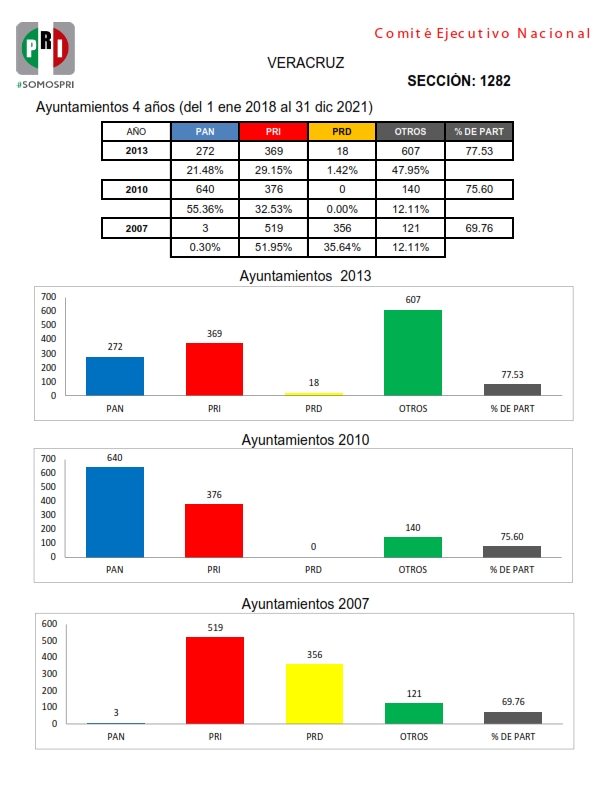 Comité Ejecutivo Nacional
PRI
#SOMOSPRI
VERACRUZ
SECCIÓN: 1282
Ayuntamientos 4 años (del 1 ene 2018 al 31 dic 2021)
AÑO PAN PRI PRD OTROS % DE PART
2013 272 369 18 607 77.53
21.48% 29.15% 1.42% 47.95%
2010 640 376 0 140 75.60
55.36% 32.53% 0.00% 12.11%
2007 3 519 356 121 69.76
0.30% 51.95% 35.64% 12.11%
Ayuntamientos 2013
700
600
500
400
300
200
100
0
272 369 18 607 77.53
PAN PRI PRD OTROS % DE PART
Ayuntamientos 2010
700
600
500
400
300
200
100
0
640 376 0 140 75.60
PAN PRI PRD OTROS % DE PART
Ayuntamientos 2007
600
500
400
300
200
100
0
3 519 356 121 69.76
PAN PRI PRD OTROS % DE PART